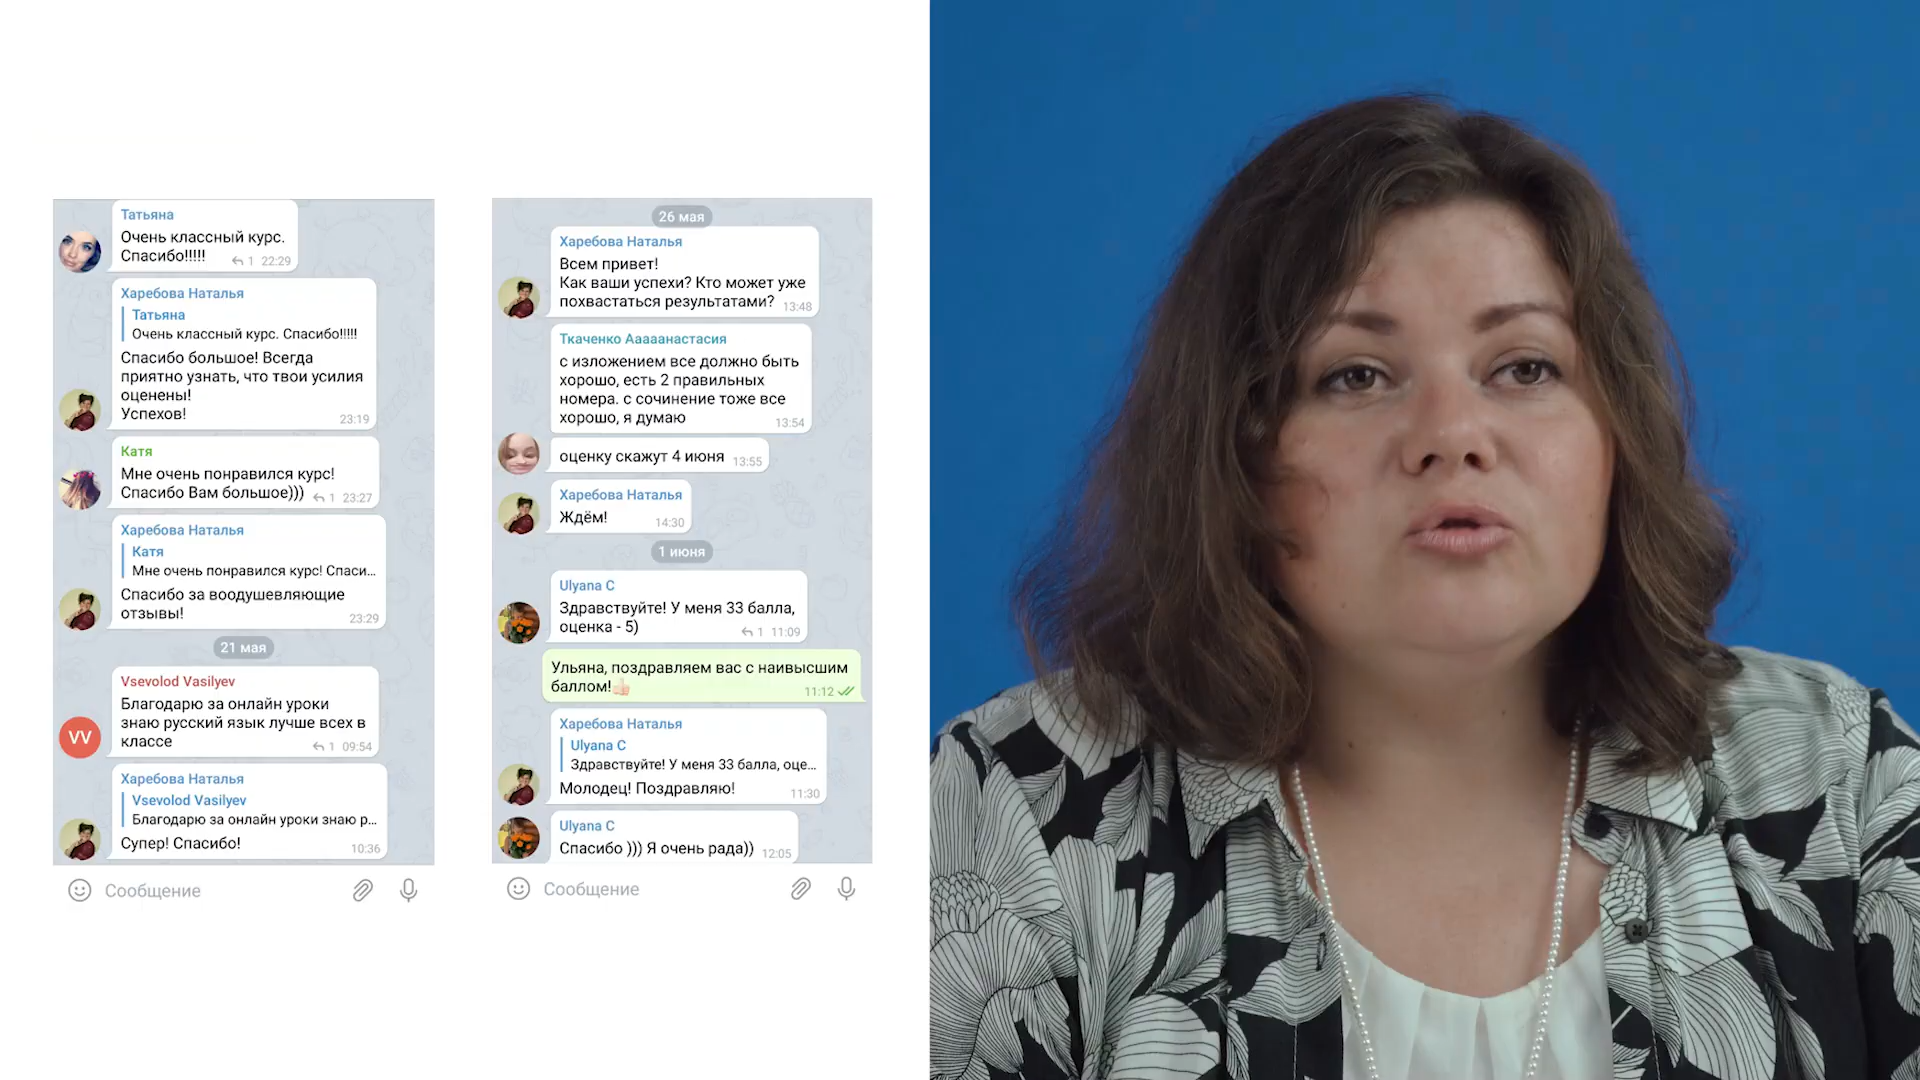 Татьяна
Очень классный курс.
Спасибо!!!!!
1 22:29
Харебова Наталья
Татьяна
Очень классный курс. Спасибо!!!!!
Спасибо большое! Всегда
приятно узнать, что твои усилия
оценены!
Успехов!
23:19
Катя
Мне очень понравился курс!
Спасибо Вам большое)))
1 23:27
Харебова Наталья
Катя
Мне очень понравился курс! Спаси...
Спасибо за воодушевляющие
отзывы!
23:29
21 мая
Vsevolod Vasilyev
Благодарю за онлайн уроки
знаю русский язык лучше всех в
классе
1 09:54
VV
Харебова Наталья
Vsevolod Vasilyev
Благодарю за онлайн уроки знаю р...
Супер! Спасибо!
10:36
Сообщение
26 мая
Харебова Наталья
Всем привет!
Как ваши успехи? Кто может уже
похвастаться результатами?
13:48
Ткаченко Ааааанастасия
с изложением все должно быть
хорошо, есть 2 правильных
номера. с сочинение тоже все
хорошо, я думаю
13:54
оценку скажут 4 июня
13:55
Харебова Наталья
Ждём!
14:30
1 июня
Ulyana C
Здравствуйте! У меня 33 балла,
оценка - 5)
1 11:09
Ульяна, поздравляем вас с наивысшим
баллом!👍
11:12
Харебова Наталья
Ulyana C
Здравствуйте! У меня 33 балла, оце...
Молодец! Поздравляю!
11:30
Ulyana C
Спасибо ))) Я очень рада))
12:05
Сообщение